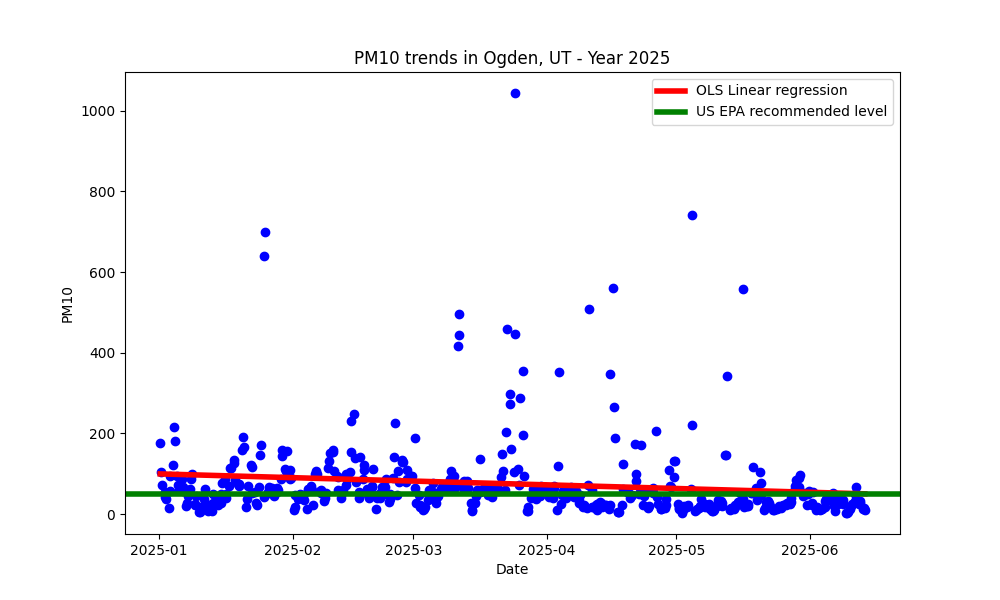 PM10 trends in Ogden, UT - Year 2025
OLS Linear regression
US EPA recommended level
1000
800
600
400
200
0
PM10
2025-01
2025-02
2025-03
2025-04
2025-05
2025-06
Date